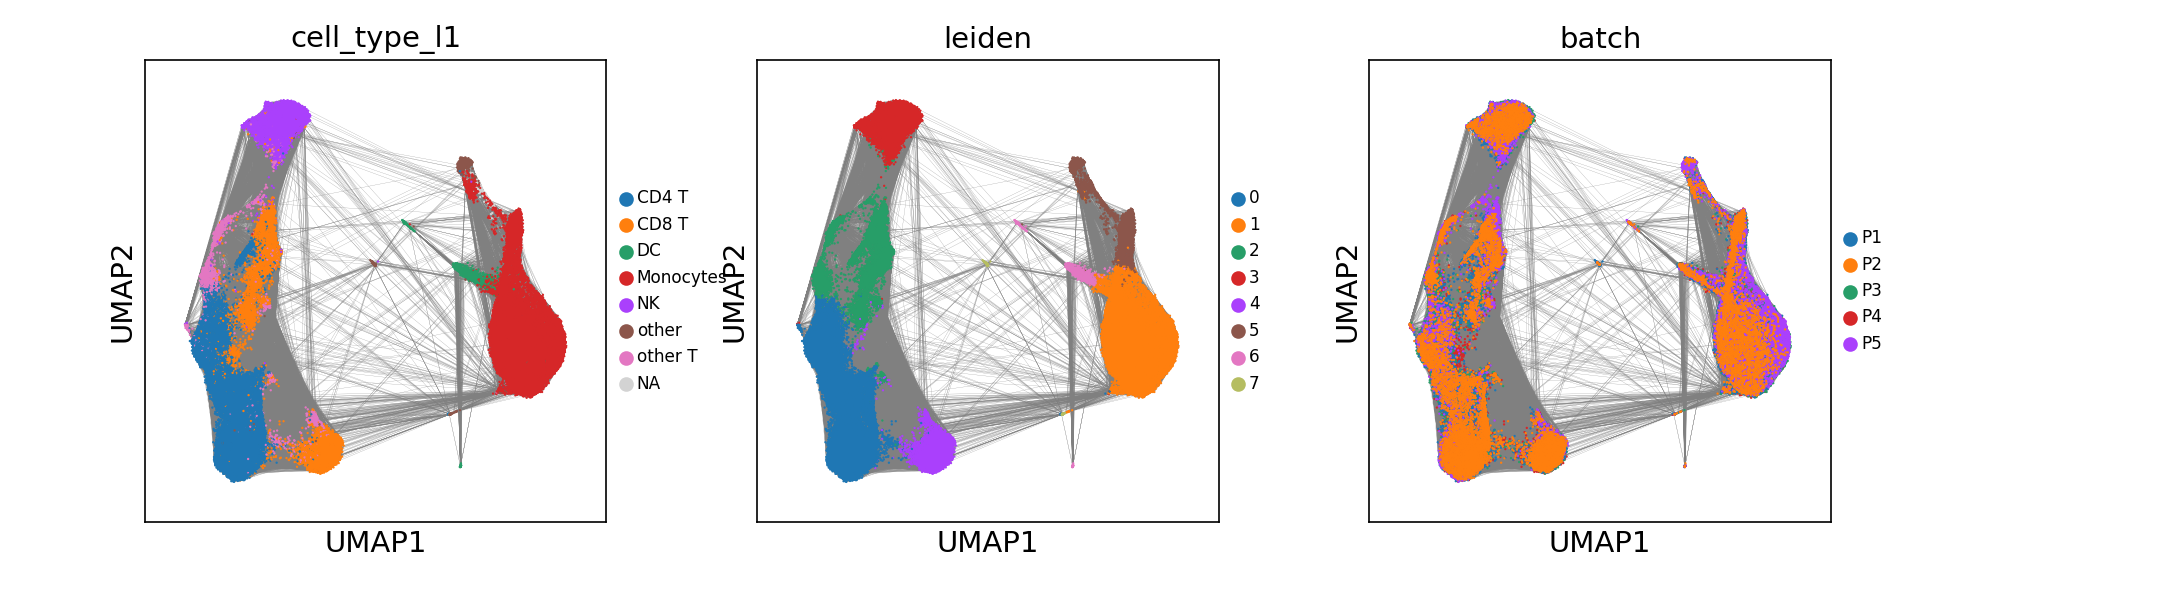 cell_type_l1
UMAP2
UMAP1
CD4 T
CD8 T
DC
Monocytes
NK
other
other T
NA
leiden
UMAP2
UMAP1
0
1
2
3
4
5
6
7
batch
UMAP2
UMAP1
P1
P2
P3
P4
P5